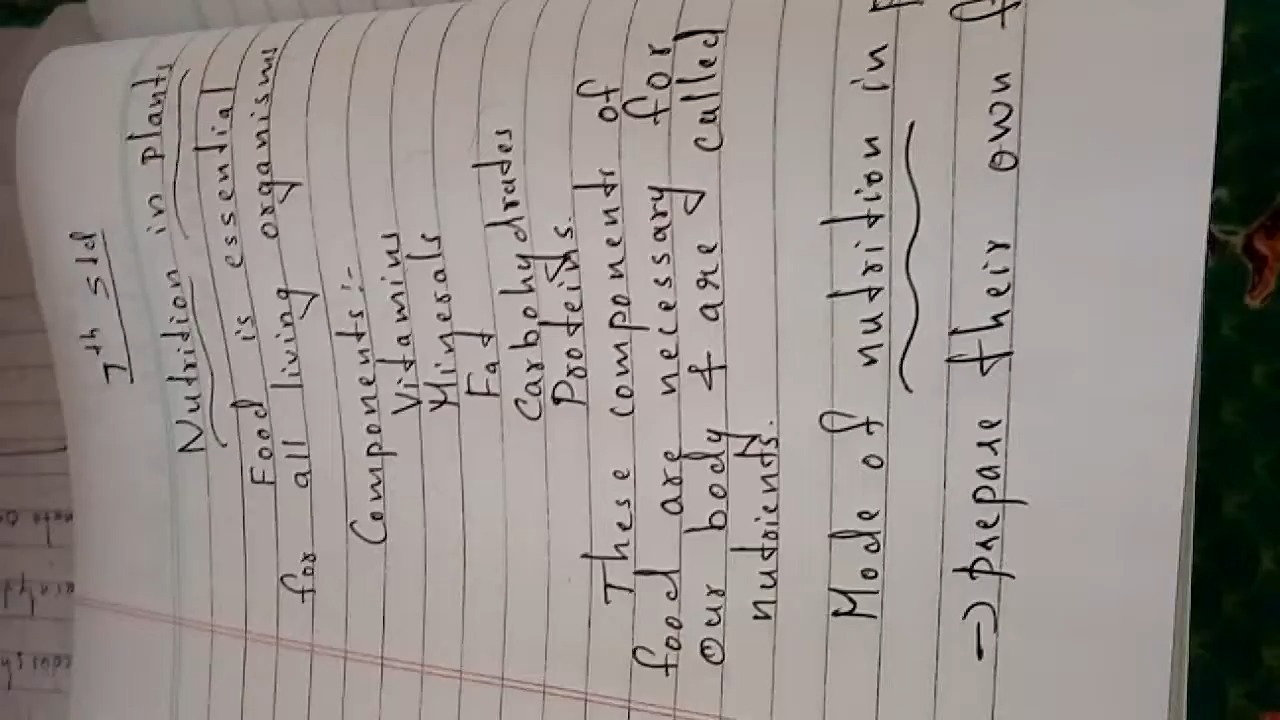 7th std
Nutrition in plants
Food is essential
for all living organisms
Components:-
Vitamins
Minerals
Fat
Carbohydrates
Proteins.
These components of
food are necessary for
our body & are called
nutrients.
Mode of nutrition in
→ prepare their own